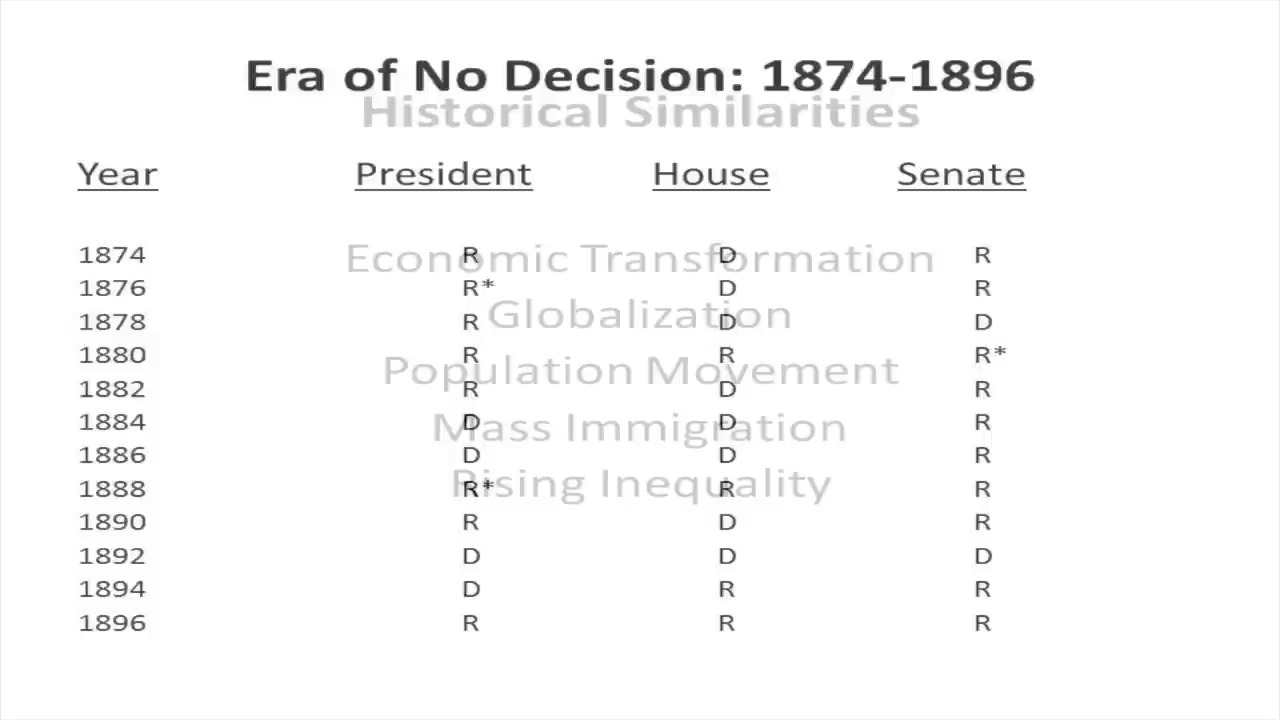 Era of No Decision: 1874-1896
Historical Similarities
Year President House Senate
1874 R D R
Economic Transformation
1876 R* D R
Globalization
1878 R D D
1880 R R R*
Population Movement
1882 R D R
1884 D D R
Mass Immigration
1886 D D R
Rising Inequality
1888 R* R R
1890 R D R
1892 D D D
1894 D R R
1896 R R R